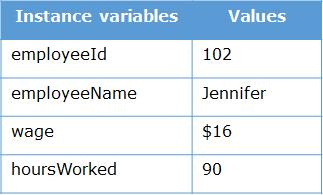 Instance variables Values
employeeId 102
employeeName Jennifer
wage $16
hoursWorked 90